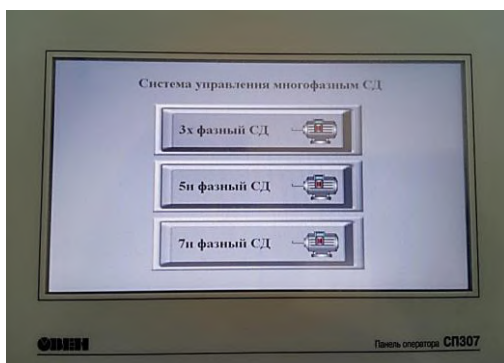 Система управления многофазным СД
3х фазный СД
5и фазный СД
7и фазный СД
ОВЕН
Панель оператора СП307